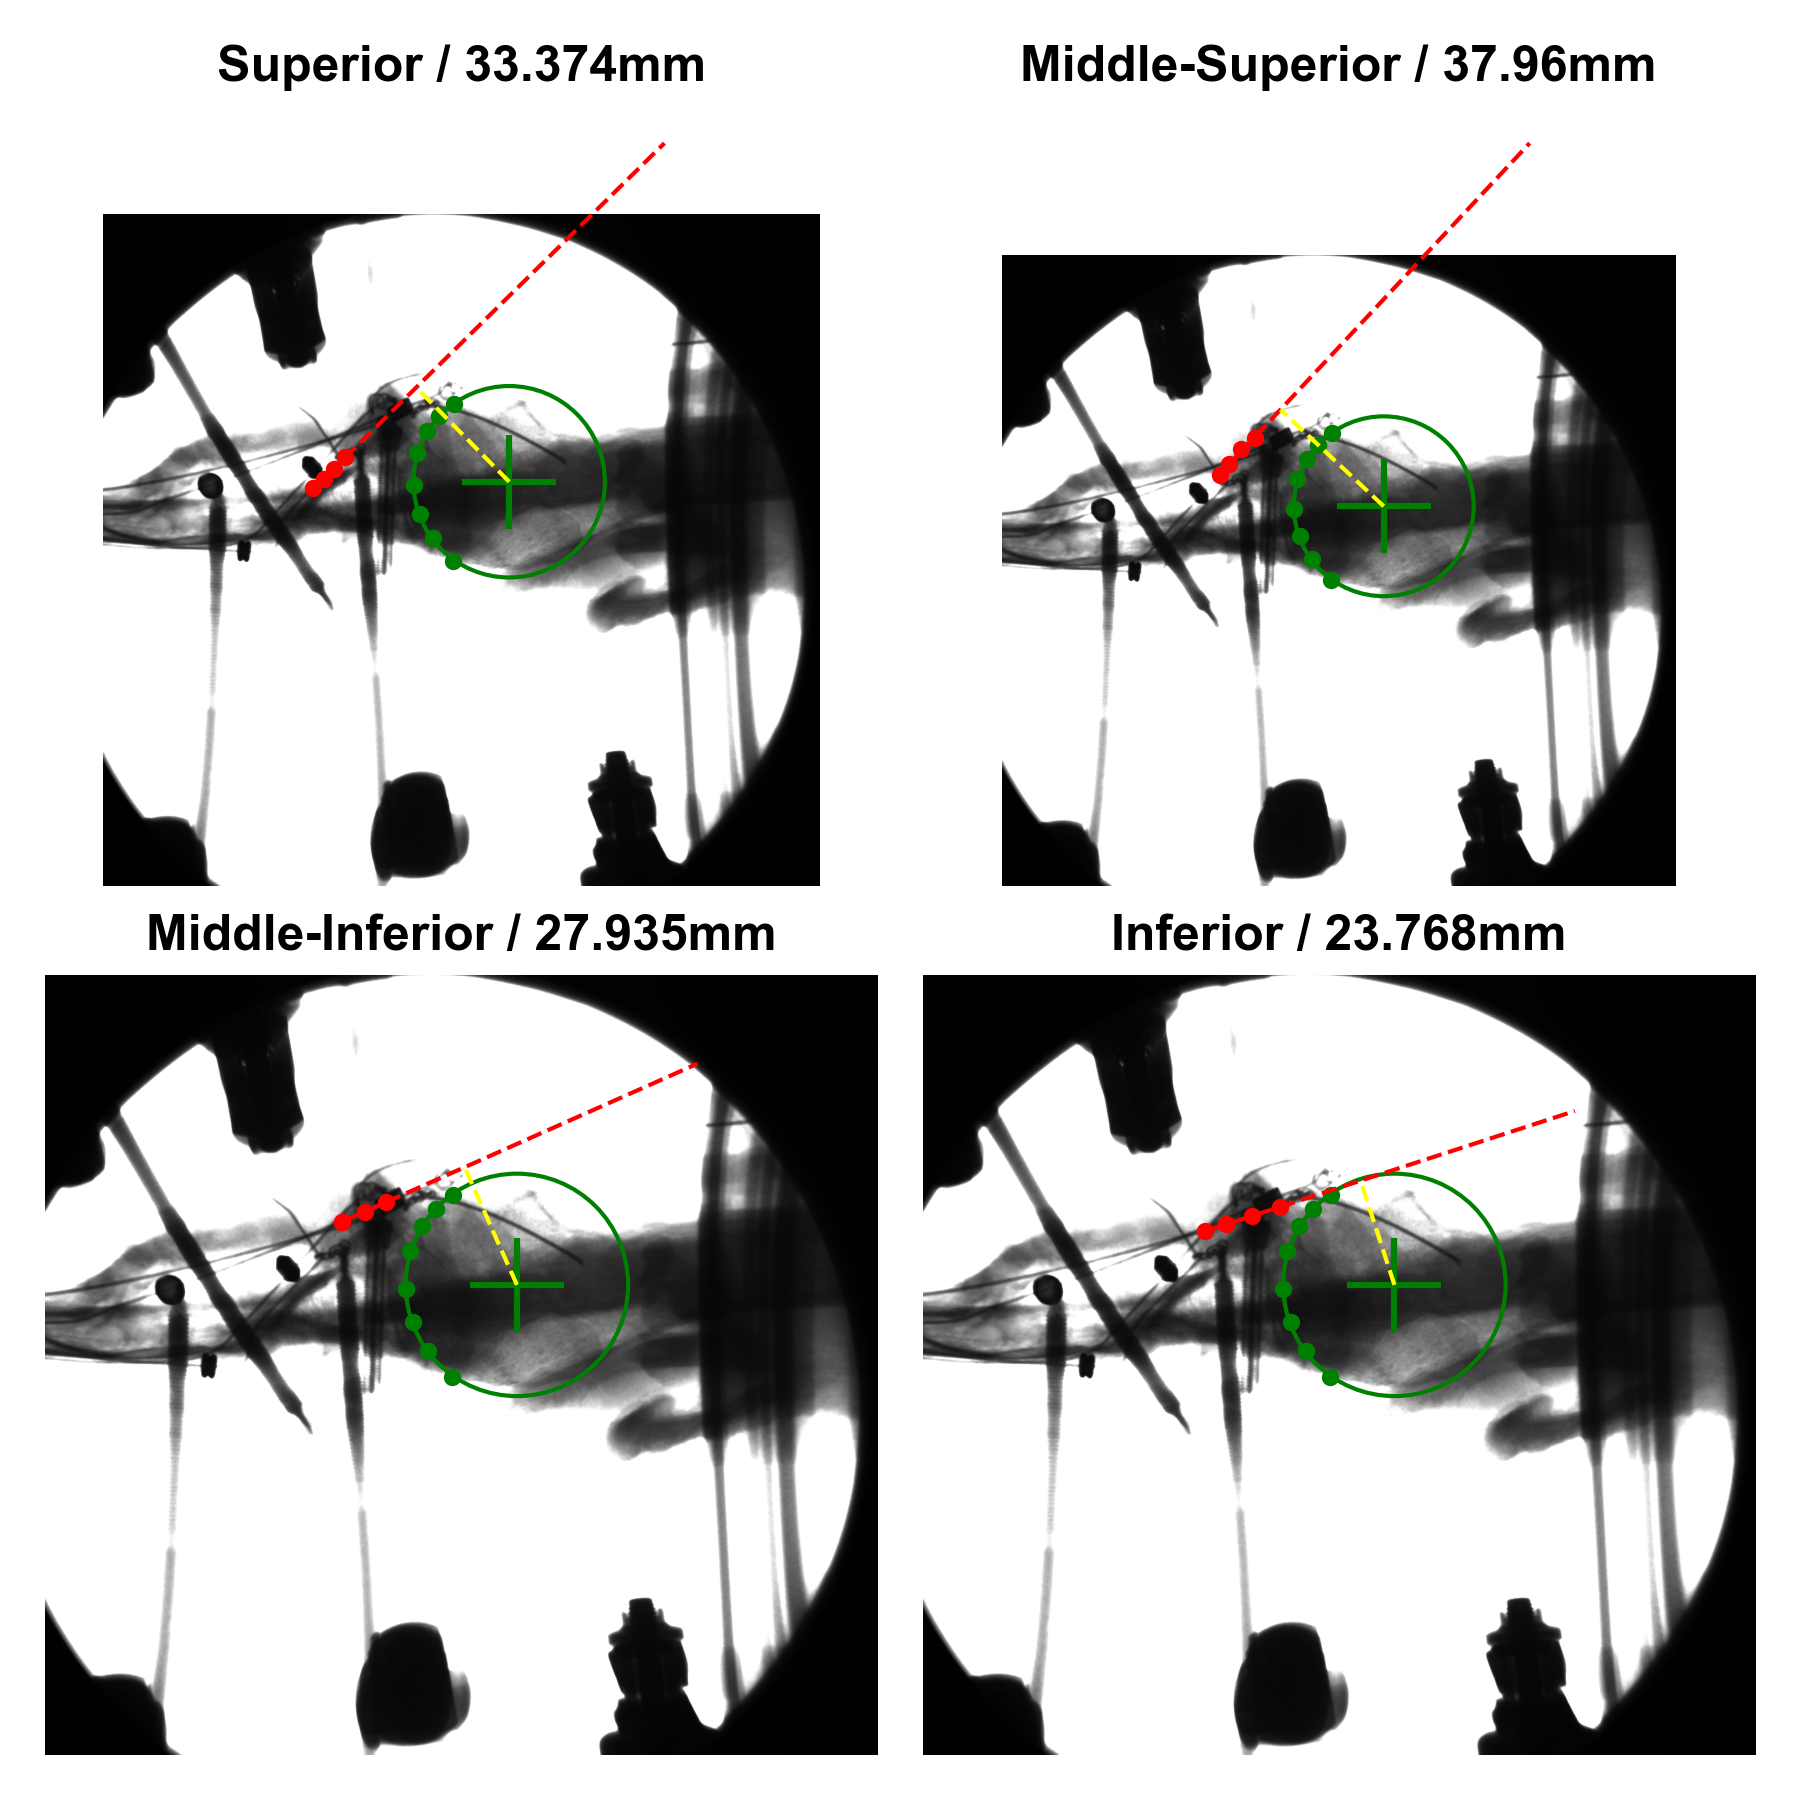 Superior / 33.374mm
Middle-Superior / 37.96mm
Middle-Inferior / 27.935mm
Inferior / 23.768mm